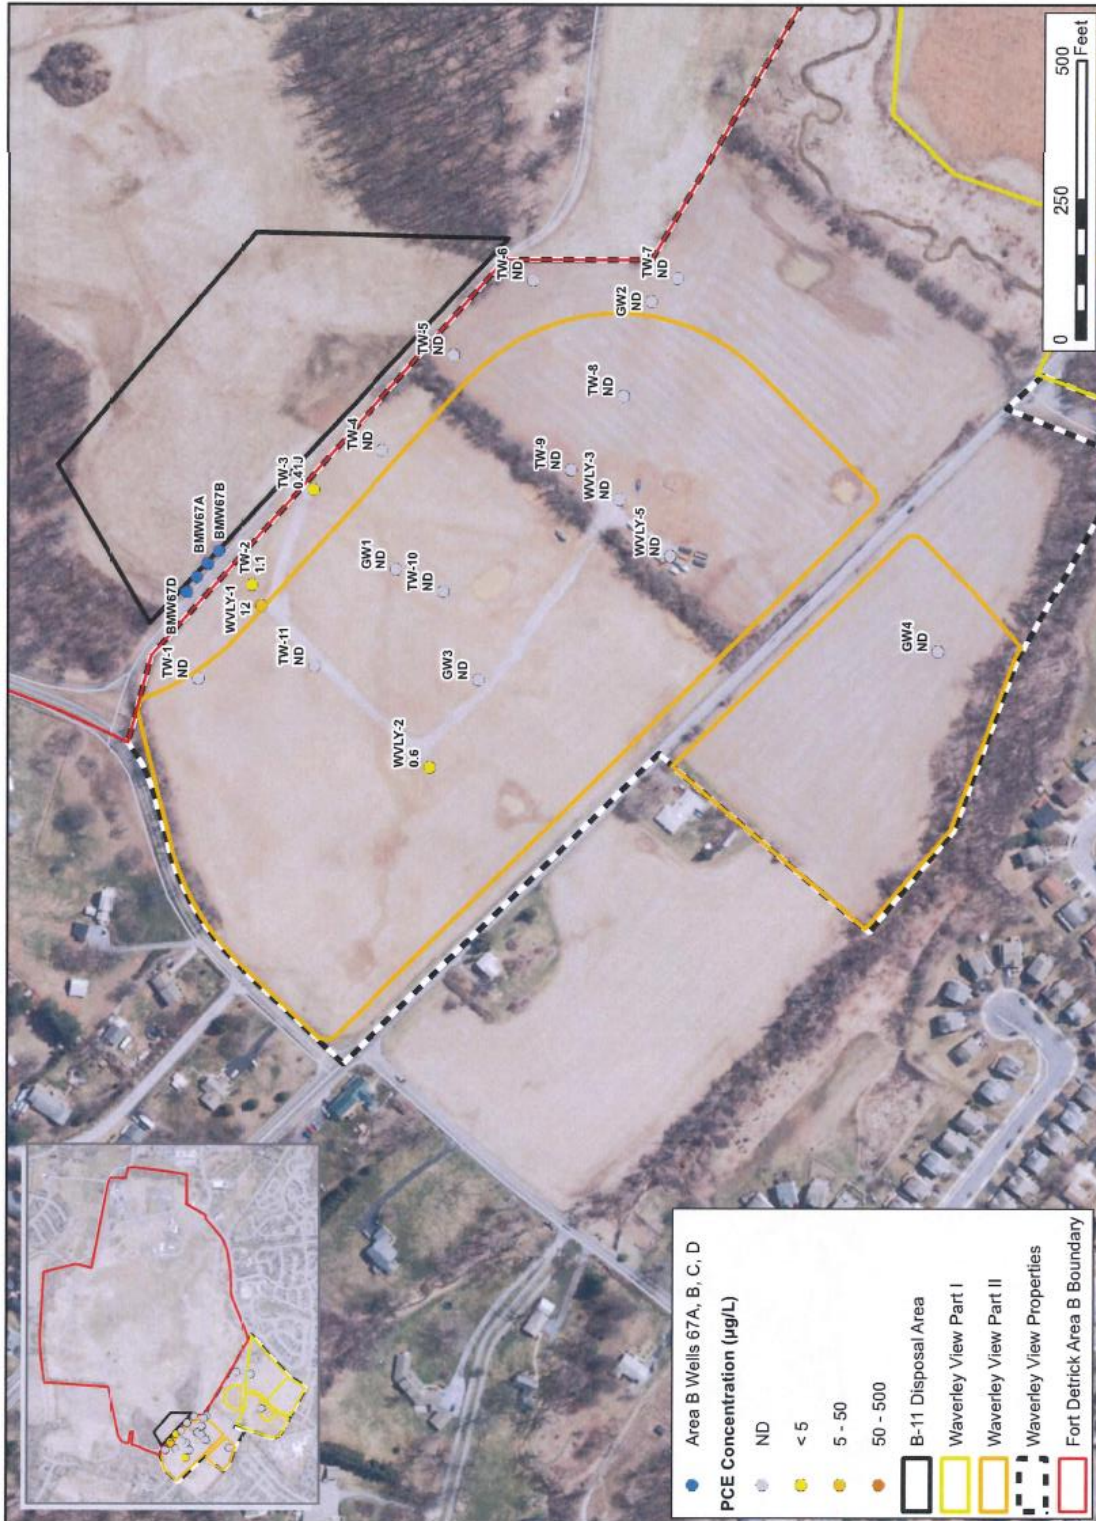 BMW67D
BMW67A
BMW67B
TW-1
ND
WVLY-1
12
TW-2
1.1
TW-3
0.41J
TW-4
ND
TW-5
ND
TW-6
ND
TW-7
ND
GW2
ND
TW-8
ND
TW-9
ND
WVLY-3
ND
WVLY-5
ND
GW1
ND
TW-10
ND
TW-11
ND
GW3
ND
WVLY-2
0.6
GW4
ND
Area B Wells 67A, B, C, D
PCE Concentration (µg/L)
ND
< 5
5 - 50
50 - 500
B-11 Disposal Area
Waverley View Part I
Waverley View Part II
Waverley View Properties
Fort Detrick Area B Boundary
0 250 500
Feet